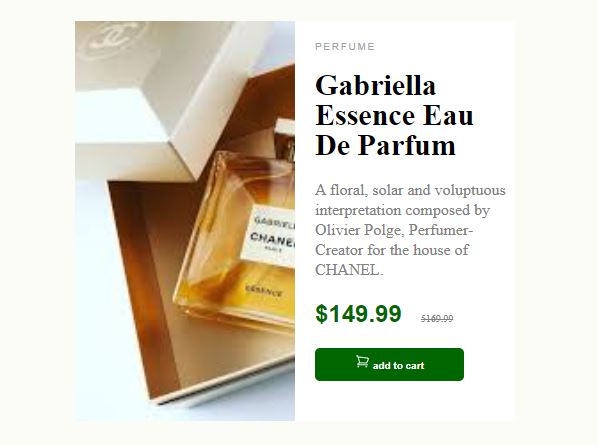 PERFUME
Gabriella
Essence Eau
De Parfum
A floral, solar and voluptuous
interpretation composed by
Olivier Polge, Perfumer-
Creator for the house of
CHANEL.
$149.99 $169.99
add to cart
GABRIELL
CHANEL
PARIS
ESSENCE